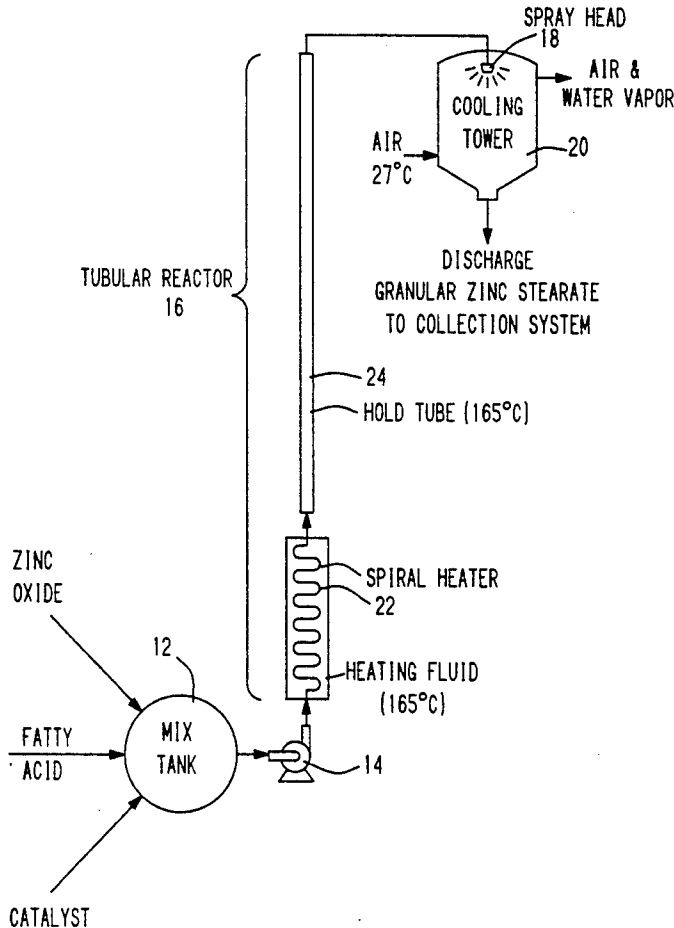 SPRAY HEAD
18
AIR &
WATER VAPOR
COOLING
TOWER
20
AIR
27°C
DISCHARGE
GRANULAR ZINC STEARATE
TO COLLECTION SYSTEM
TUBULAR REACTOR
16
24
HOLD TUBE (165°C)
SPIRAL HEATER
22
HEATING FLUID
(165°C)
ZINC
OXIDE
12
MIX
TANK
FATTY
ACID
14
CATALYST